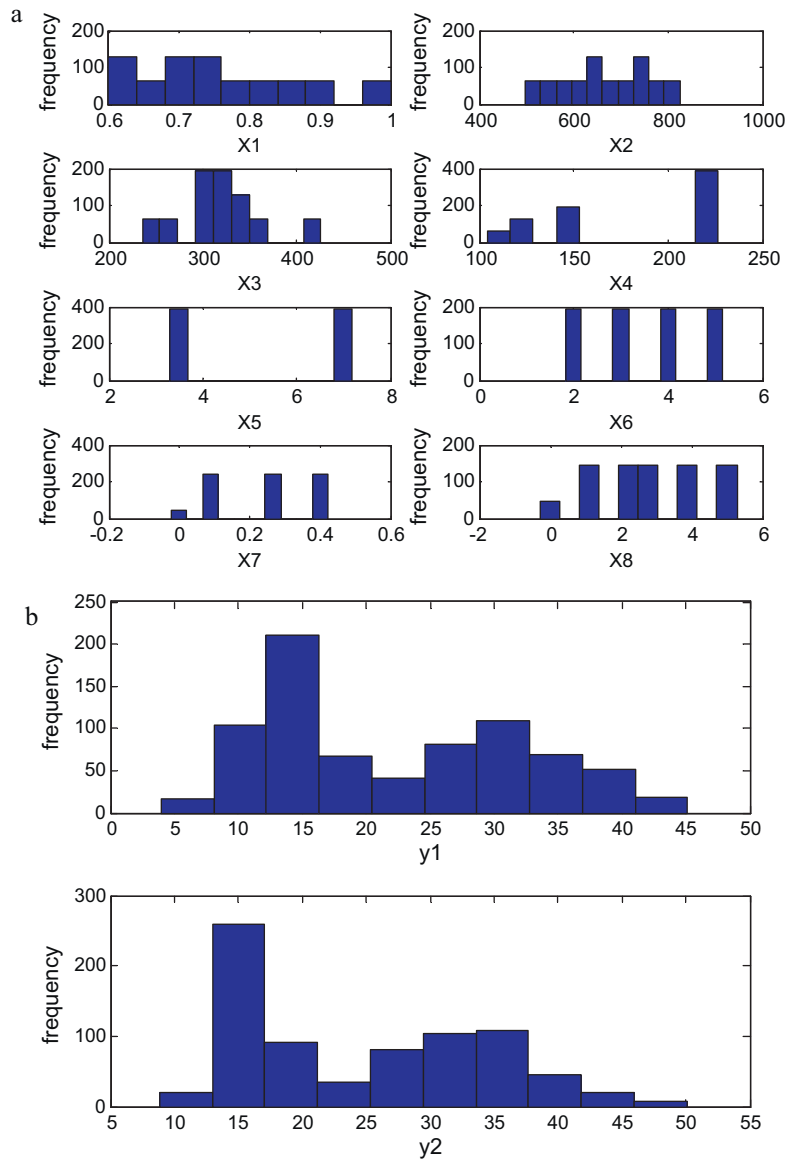 a
frequency
200
100
0
0.6 0.7 0.8 0.9 1
X1
frequency
200
100
0
400 600 800 1000
X2
frequency
200
100
0
200 300 400 500
X3
frequency
400
200
0
100 150 200 250
X4
frequency
400
200
0
2 4 6 8
X5
frequency
200
100
0
0 2 4 6
X6
frequency
400
200
0
-0.2 0 0.2 0.4 0.6
X7
frequency
200
100
0
-2 0 2 4 6
X8
b
frequency
250
200
150
100
50
0
0 5 10 15 20 25 30 35 40 45 50
y1
frequency
300
200
100
0
5 10 15 20 25 30 35 40 45 50 55
y2